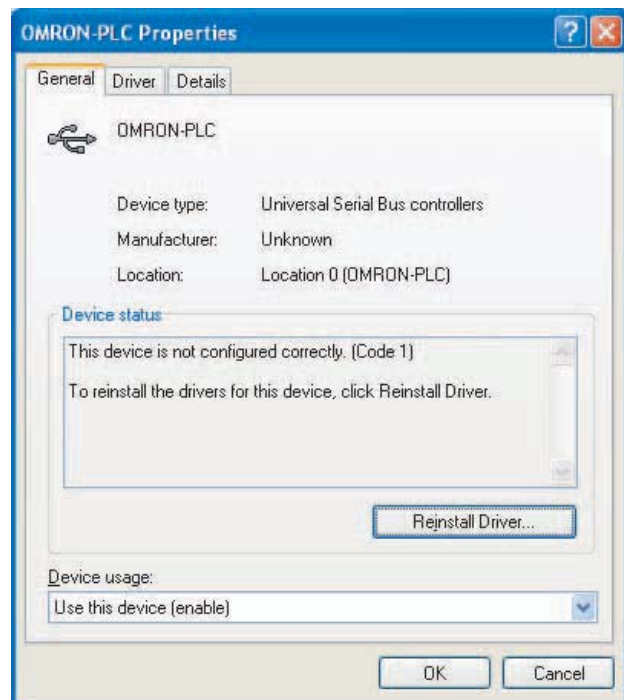 OMRON-PLC Properties
General Driver Details
OMRON-PLC
Device type: Universal Serial Bus controllers
Manufacturer: Unknown
Location: Location 0 (OMRON-PLC)
Device status
This device is not configured correctly. (Code 1)
To reinstall the drivers for this device, click Reinstall Driver.
Reinstall Driver...
Device usage:
Use this device (enable)
OK Cancel